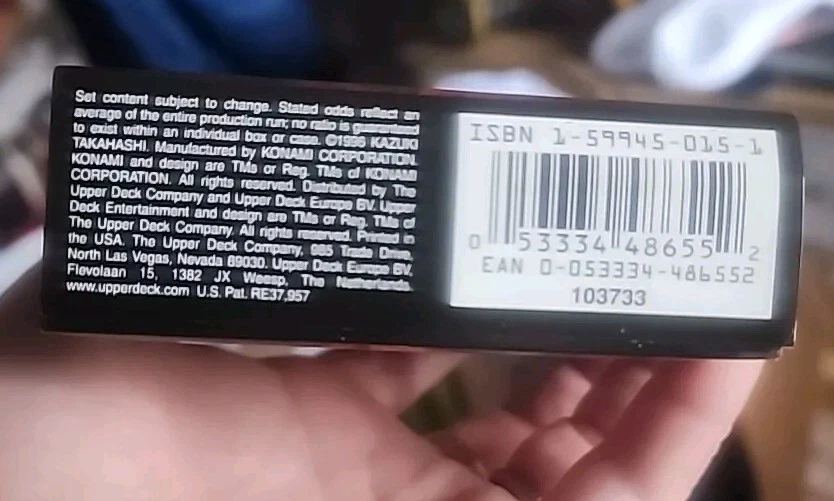 Set content subject to change. Stated odds reflect an
average of the entire production run; no ratio is guaranteed
to exist within an individual box or case. ©1996 KAZUKI
TAKAHASHI. Manufactured by KONAMI CORPORATION.
KONAMI and design are TMs or Reg. TMs of KONAMI
CORPORATION. All rights reserved. Distributed by The
Upper Deck Company and Upper Deck Europe BV. Upper
Deck Entertainment and design are TMs or Reg. TMs of
The Upper Deck Company. All rights reserved. Printed in
the USA. The Upper Deck Company, 985 Trade Drive,
North Las Vegas, Nevada 89030. Upper Deck Europe BV,
Flevolaan 15, 1382 JX Weesp, The Netherlands.
www.upperdeck.com U.S. Pat. RE37,957
ISBN 1-59945-015-1
0 53334 48655 2
EAN 0-053334-486552
103733